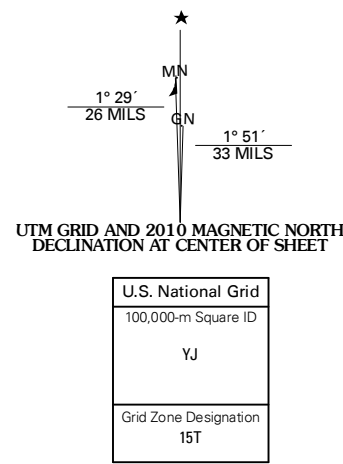 ★
MN
GN
1° 29´
26 MILS
1° 51´
33 MILS
UTM GRID AND 2010 MAGNETIC NORTH
DECLINATION AT CENTER OF SHEET
U.S. National Grid
100,000-m Square ID
YJ
Grid Zone Designation
15T